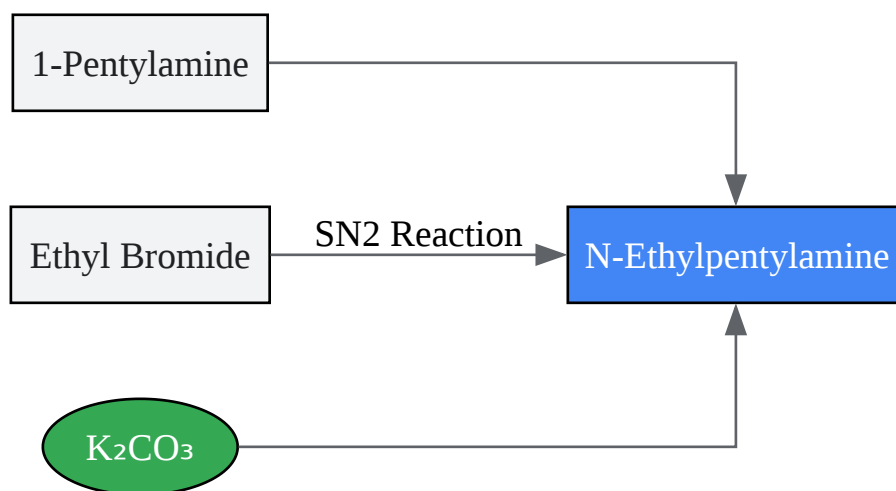 1-Pentylamine
SN2 Reaction
Ethyl Bromide
N-Ethylpentylamine
K₂CO₃